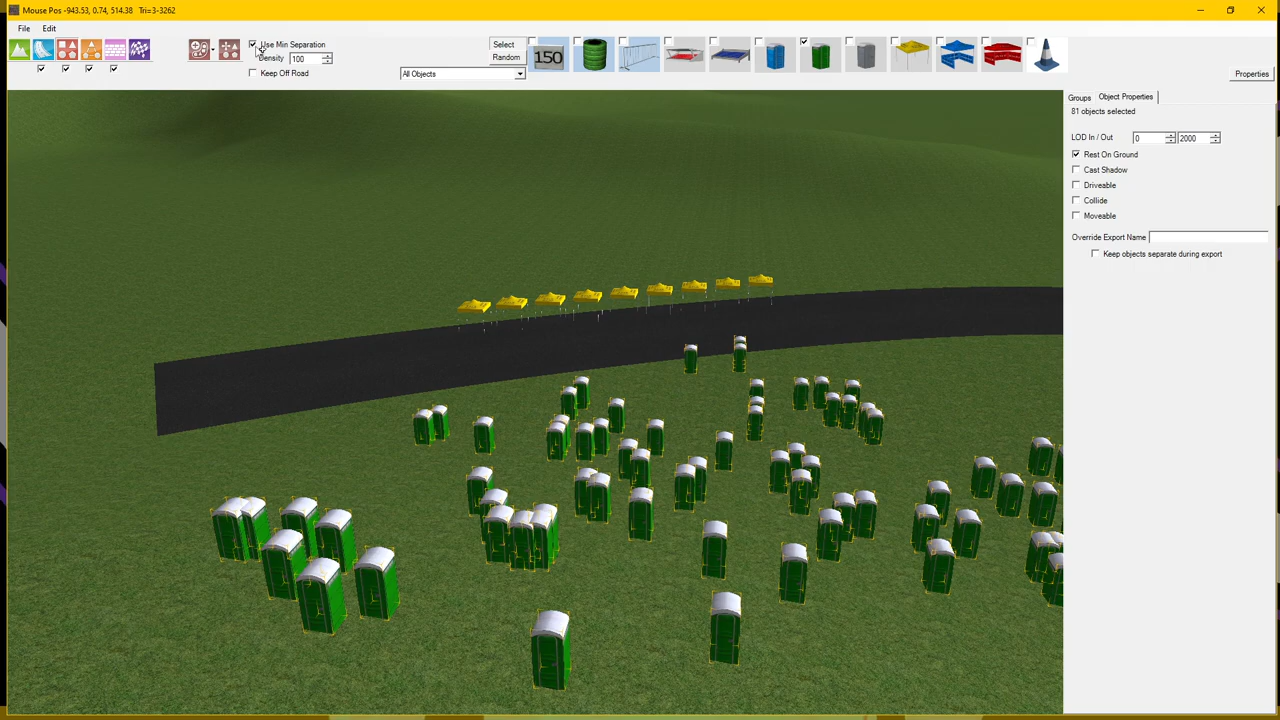 Mouse Pos -943.53, 0.74, 514.38 Tri=3-3262
File Edit
Use Min Separation
Density 100
Keep Off Road
Select
Random
All Objects
150
Properties
Groups Object Properties
81 objects selected
LOD In / Out 0 2000
Rest On Ground
Cast Shadow
Driveable
Collide
Moveable
Override Export Name
Keep objects separate during export